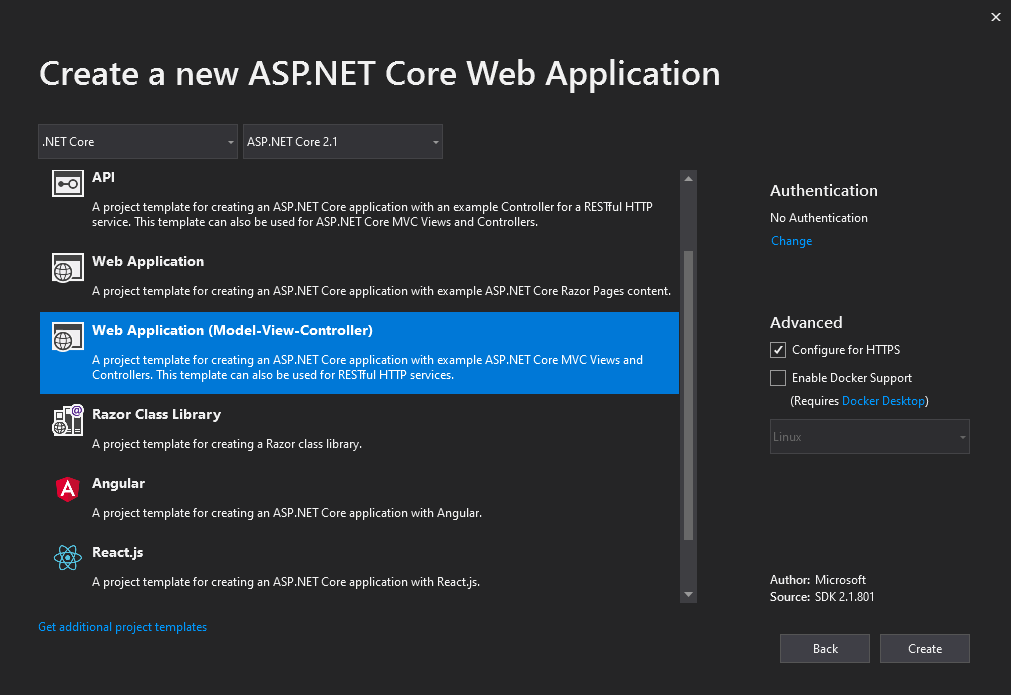 Create a new ASP.NET Core Web Application
.NET Core
ASP.NET Core 2.1
API
A project template for creating an ASP.NET Core application with an example Controller for a RESTful HTTP
service. This template can also be used for ASP.NET Core MVC Views and Controllers.
Web Application
A project template for creating an ASP.NET Core application with example ASP.NET Core Razor Pages content.
Web Application (Model-View-Controller)
A project template for creating an ASP.NET Core application with example ASP.NET Core MVC Views and
Controllers. This template can also be used for RESTful HTTP services.
Razor Class Library
A project template for creating a Razor class library.
Angular
A project template for creating an ASP.NET Core application with Angular.
React.js
A project template for creating an ASP.NET Core application with React.js.
Get additional project templates
Authentication
No Authentication
Change
Advanced
Configure for HTTPS
Enable Docker Support
(Requires Docker Desktop)
Linux
Author: Microsoft
Source: SDK 2.1.801
Back
Create